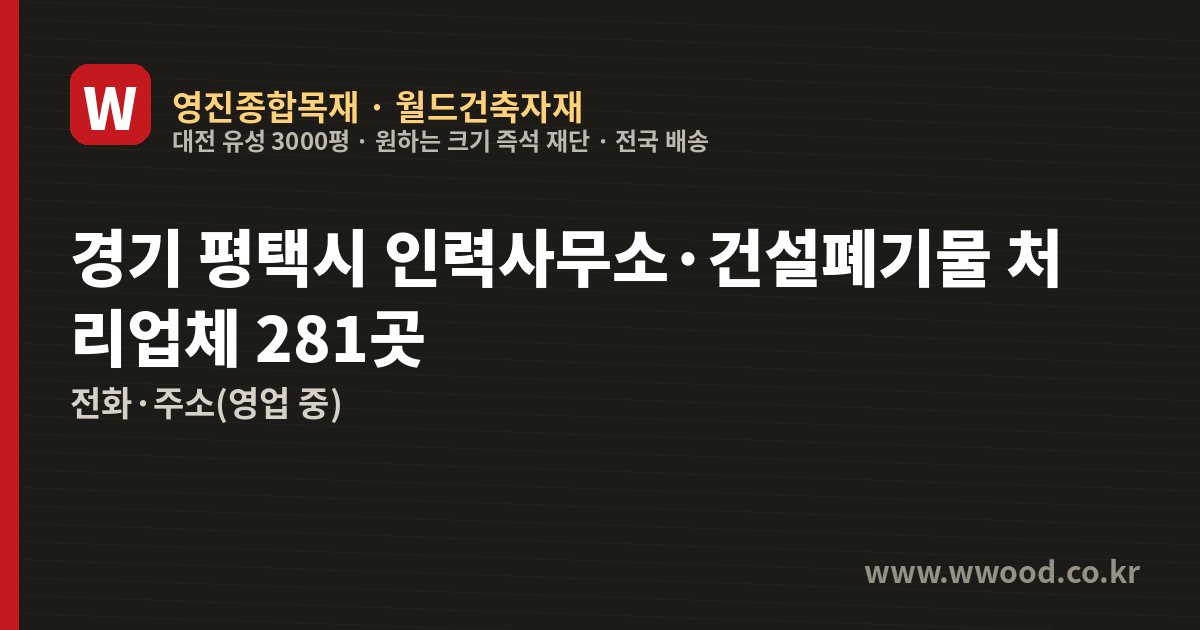 W
영진종합목재 · 월드건축자재
대전 유성 3000평 · 원하는 크기 즉석 재단 · 전국 배송
경기 평택시 인력사무소·건설폐기물 처
리업체 281곳
전화·주소(영업 중)
www.wwood.co.kr